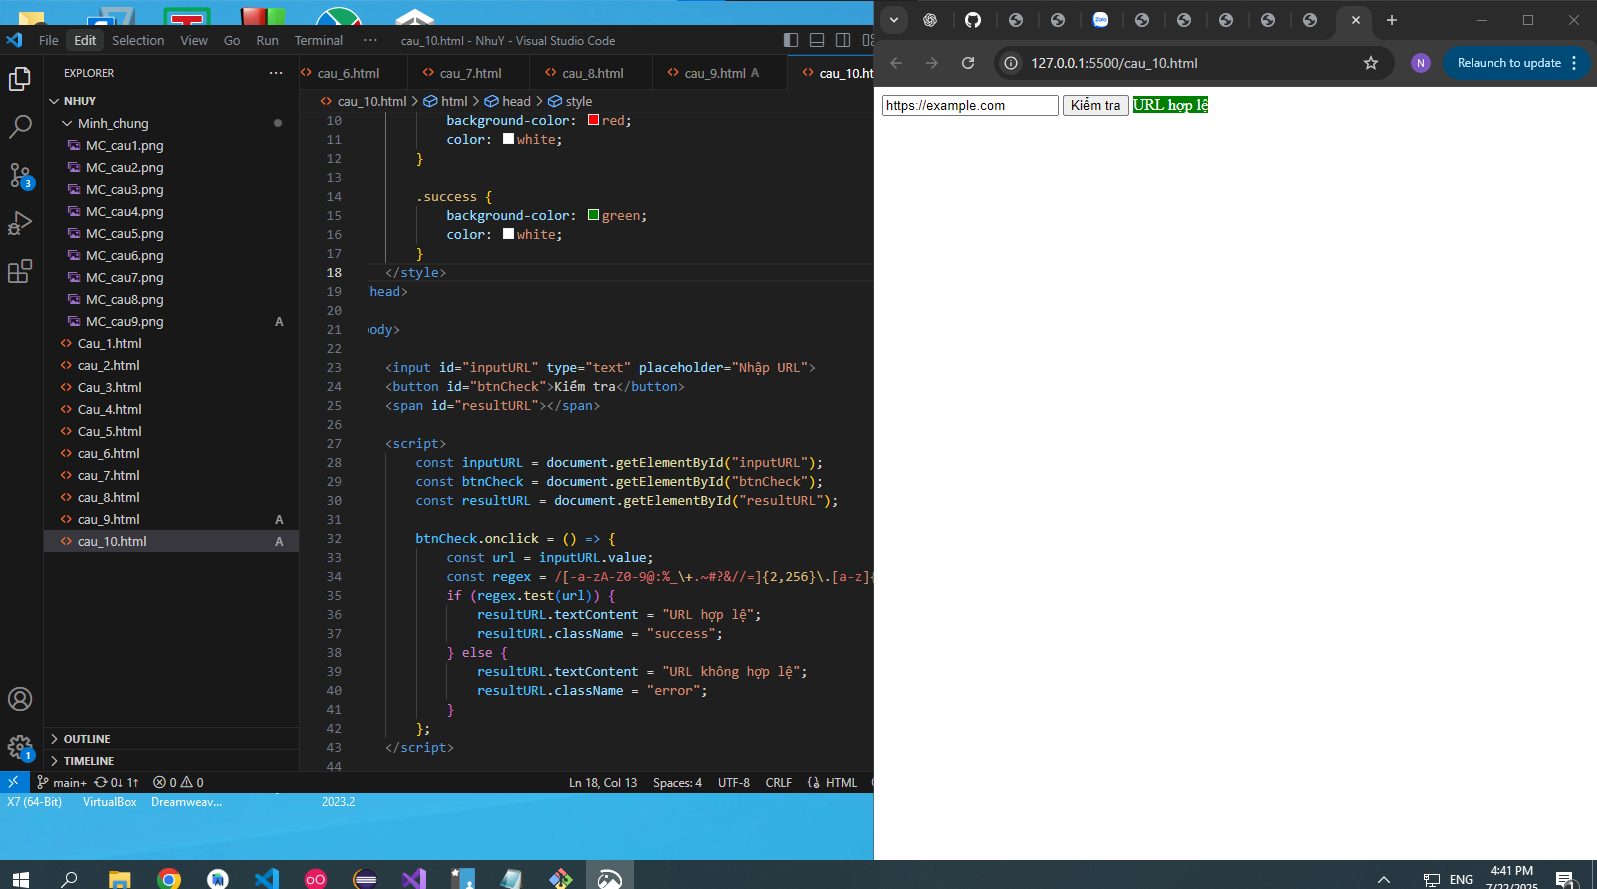 File Edit Selection View Go Run Terminal ··· cau_10.html - NhuY - Visual Studio Code
EXPLORER ···
NHUY
Minh_chung
MC_cau1.png
MC_cau2.png
MC_cau3.png
MC_cau4.png
MC_cau5.png
MC_cau6.png
MC_cau7.png
MC_cau8.png
MC_cau9.png A
Cau_1.html
cau_2.html
Cau_3.html
Cau_4.html
Cau_5.html
cau_6.html
cau_7.html
cau_8.html
cau_9.html A
cau_10.html A
OUTLINE
TIMELINE
3
1
cau_6.html cau_7.html cau_8.html cau_9.html A cau_10.html
cau_10.html > html > head > style
10 background-color: red;
11 color: white;
12 }
13
14 .success {
15 background-color: green;
16 color: white;
17 }
18 </style>
19 head>
20
21 body>
22
23 <input id="inputURL" type="text" placeholder="Nhập URL">
24 <button id="btnCheck">Kiểm tra</button>
25 <span id="resultURL"></span>
26
27 <script>
28 const inputURL = document.getElementById("inputURL");
29 const btnCheck = document.getElementById("btnCheck");
30 const resultURL = document.getElementById("resultURL");
31
32 btnCheck.onclick = () => {
33 const url = inputURL.value;
34 const regex = /[-a-zA-Z0-9@:%_\+.~#?&//=]{2,256}\.[a-z]{
35 if (regex.test(url)) {
36 resultURL.textContent = "URL hợp lệ";
37 resultURL.className = "success";
38 } else {
39 resultURL.textContent = "URL không hợp lệ";
40 resultURL.className = "error";
41 }
42 };
43 </script>
44
main+ 0↓ 1↑ 0 0 Ln 18, Col 13 Spaces: 4 UTF-8 CRLF {} HTML
X7 (64-Bit) VirtualBox Dreamweav... 2023.2
Zalo
127.0.0.1:5500/cau_10.html N Relaunch to update
https://example.com Kiểm tra URL hợp lệ
ENG 4:41 PM
7/22/2025
1